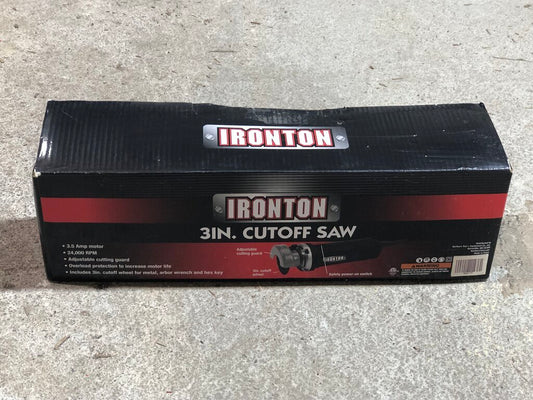 IRONTON
IRONTON
3IN. CUTOFF SAW
• 3.5 Amp motor
• 24,000 RPM
• Adjustable cutting guard
• Overload protection to increase motor life
• Includes 3in. cutoff wheel for metal, arbor wrench and hex key
Adjustable
cutting guard
3in. cutoff
wheel
IRONTON
Safety power-on switch
WARNING